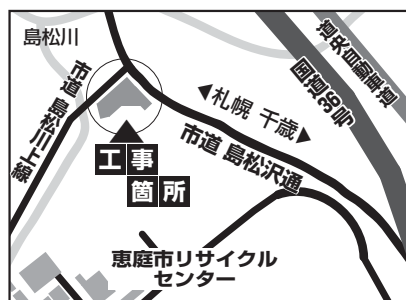 島松川
道央自動車道
国道36号
市道 島松川上線
◀札幌 千歳▶
市道 島松沢通
工事
箇所
恵庭市リサイクル
センター